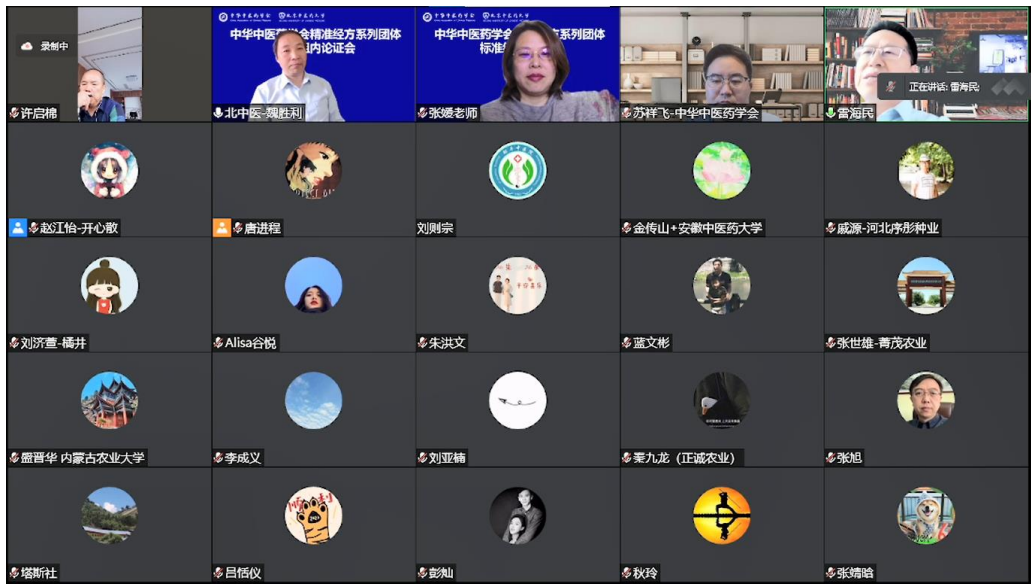 录制中
许启棉
中华中医药学会
北京中医药大学
中华中医药学会精准经方系列团体
内论证会
北中医-魏胜利
中华中医药学会
北京中医药大学
中华中医药学会
系列团体
标准
张媛老师
苏祥飞-中华中医药学会
正在讲话: 雷海民;
雷海民
赵江怡-开心散
唐进程
刘则宗
金传山+安徽中医药大学
威源-河北序彤种业
刘济萱-橘井
Alisa谷悦
朱洪文
蓝文彬
张世雄-菁茂农业
盟晋华 内蒙古农业大学
李成义
刘亚楠
秦九龙（正诚农业）
张旭
塔斯社
吕恬仪
彭灿
秋玲
张靖晗